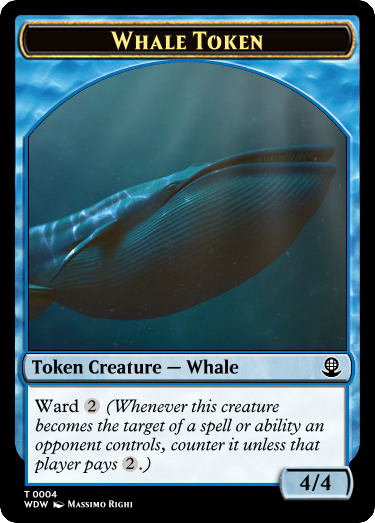 Whale Token
Token Creature — Whale
Ward 2 (Whenever this creature
becomes the target of a spell or ability an
opponent controls, counter it unless that
player pays 2.)
4/4
T 0004
WDW Massimo Righi